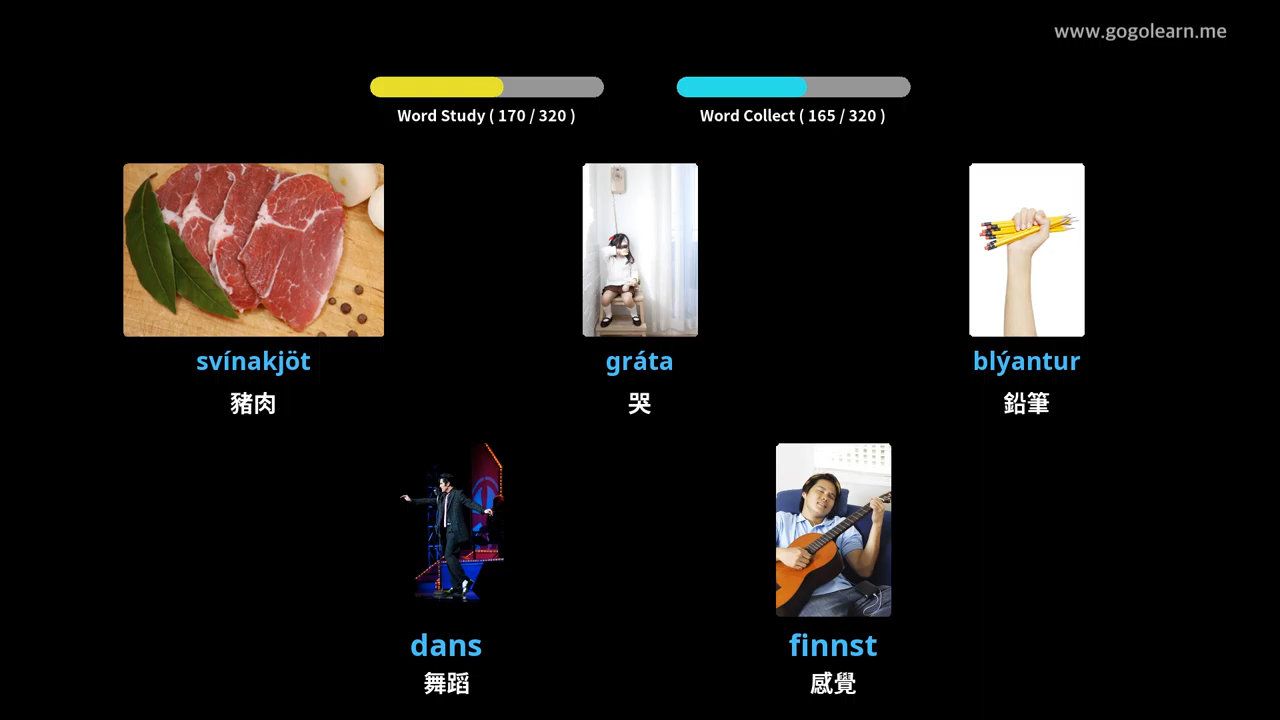 www.gogolearn.me
Word Study ( 170 / 320 )
Word Collect ( 165 / 320 )
svínakjöt
豬肉
gráta
哭
blýantur
鉛筆
dans
舞蹈
finnst
感覺